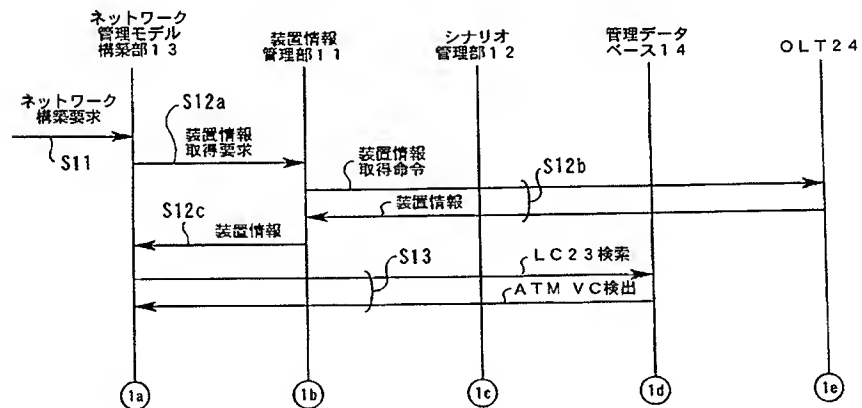 ネットワーク
管理モデル
構築部13
装置情報
管理部11
シナリオ
管理部12
管理データ
ベース14
OLT24
ネットワーク
構築要求
S11
S12a
装置情報
取得要求
装置情報
取得命令
S12b
装置情報
S12c
装置情報
S13
LC23検索
ATM VC検出
1a
1b
1c
1d
1e